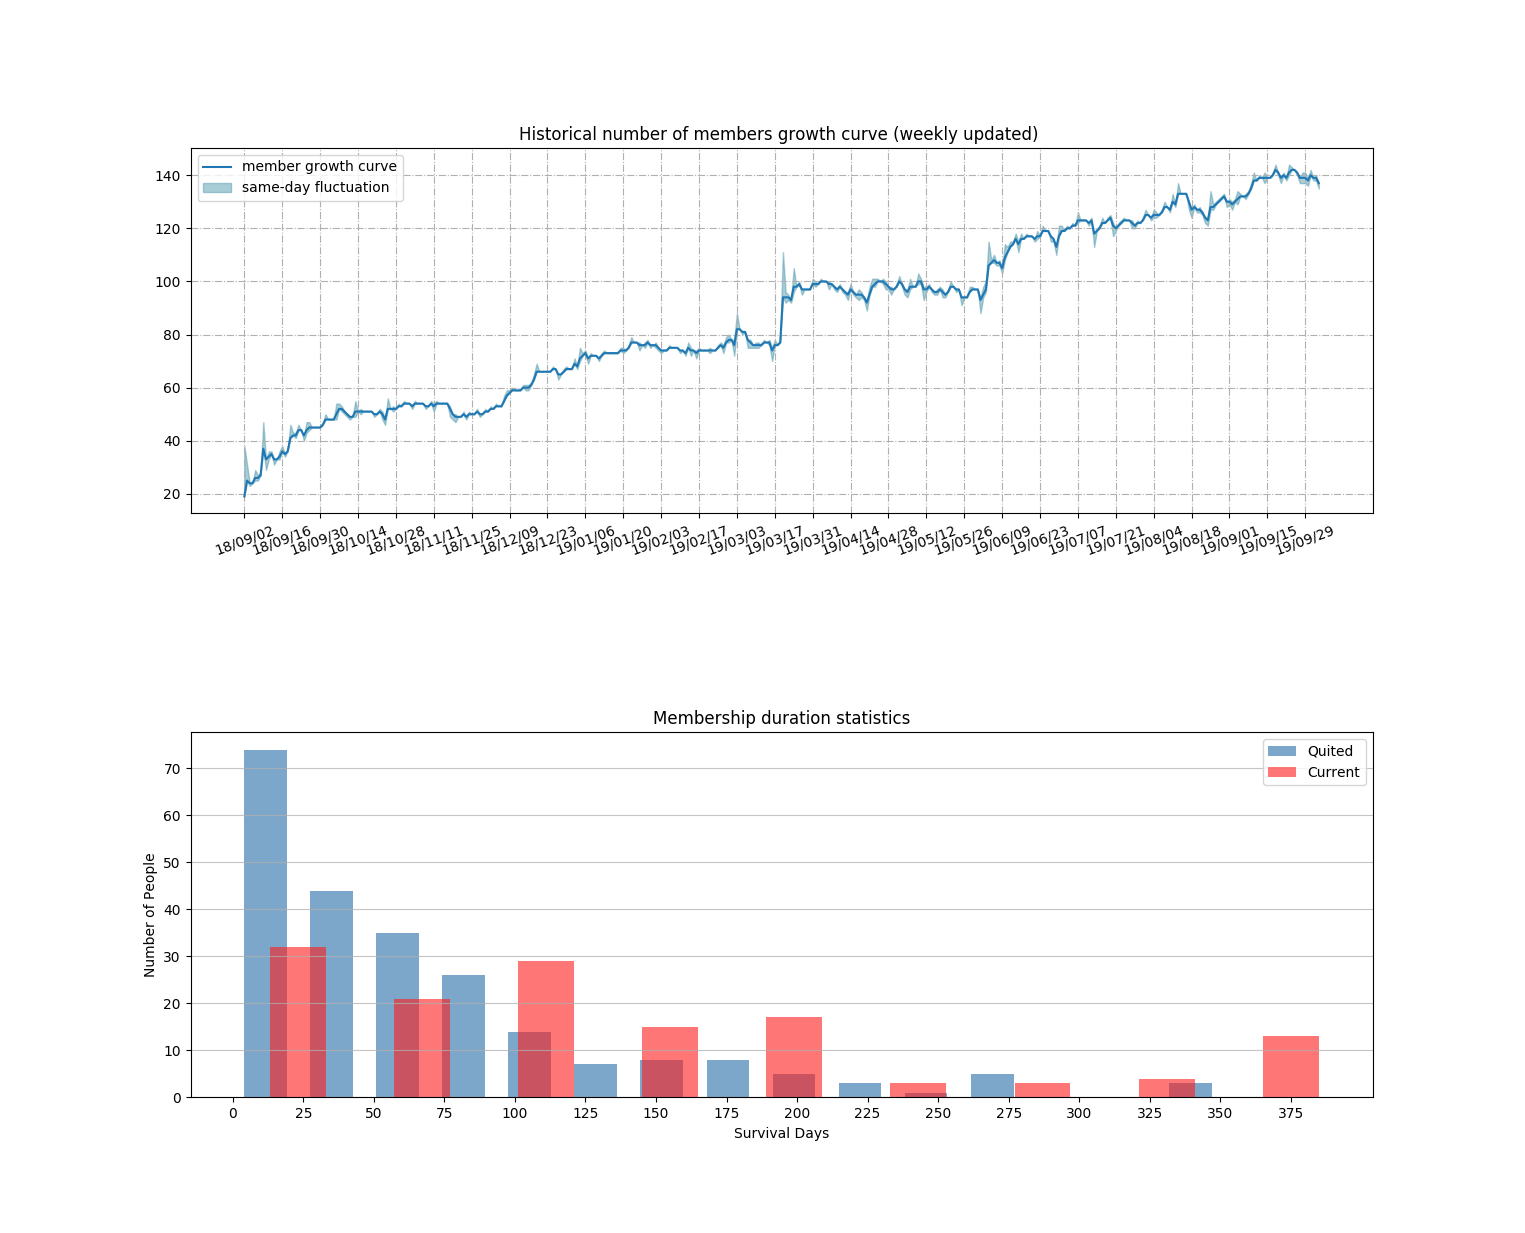 Historical number of members growth curve (weekly updated)
member growth curve
same-day fluctuation
140
120
100
80
60
40
20
18/09/02 18/09/16 18/09/30 18/10/14 18/10/28 18/11/11 18/11/25 18/12/09 18/12/23 19/01/06 19/01/20 19/02/03 19/02/17 19/03/03 19/03/17 19/03/31 19/04/14 19/04/28 19/05/12 19/05/26 19/06/09 19/06/23 19/07/07 19/07/21 19/08/04 19/08/18 19/09/01 19/09/15 19/09/29
Membership duration statistics
Quited
Current
Number of People
70
60
50
40
30
20
10
0
0 25 50 75 100 125 150 175 200 225 250 275 300 325 350 375
Survival Days